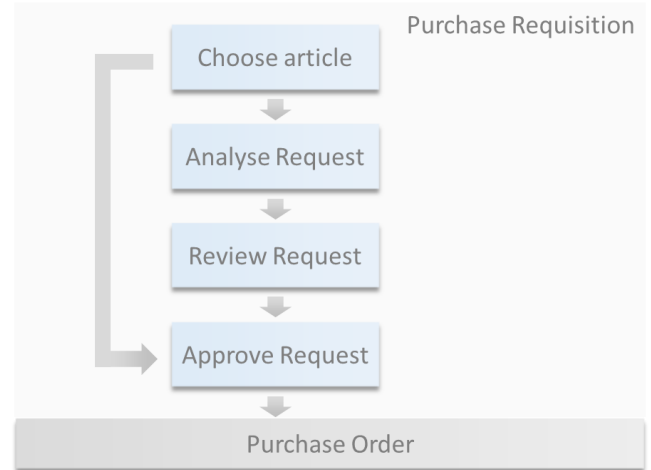 Purchase Requisition
Choose article
Analyse Request
Review Request
Approve Request
Purchase Order